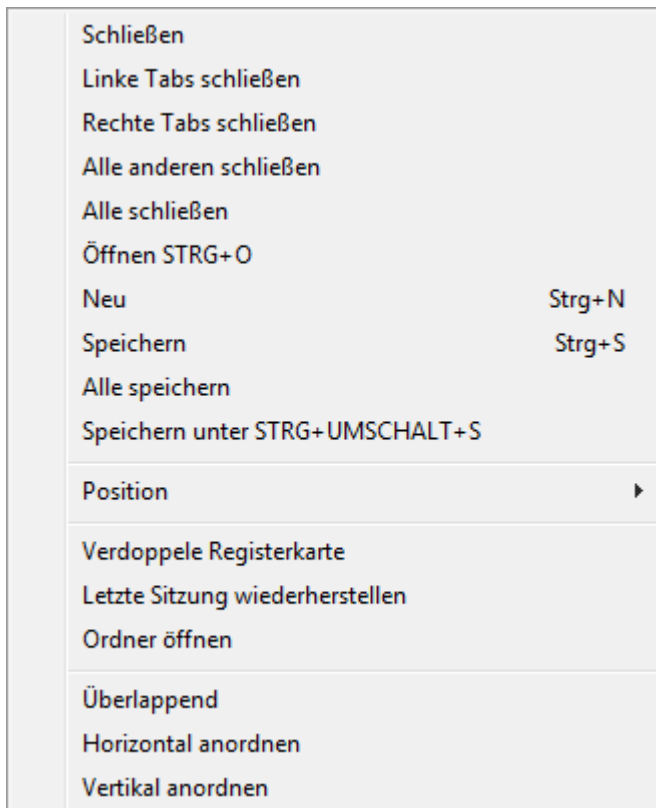 Schließen
Linke Tabs schließen
Rechte Tabs schließen
Alle anderen schließen
Alle schließen
Öffnen STRG+O
Neu Strg+N
Speichern Strg+S
Alle speichern
Speichern unter STRG+UMSCHALT+S
Position
Verdoppele Registerkarte
Letzte Sitzung wiederherstellen
Ordner öffnen
Überlappend
Horizontal anordnen
Vertikal anordnen